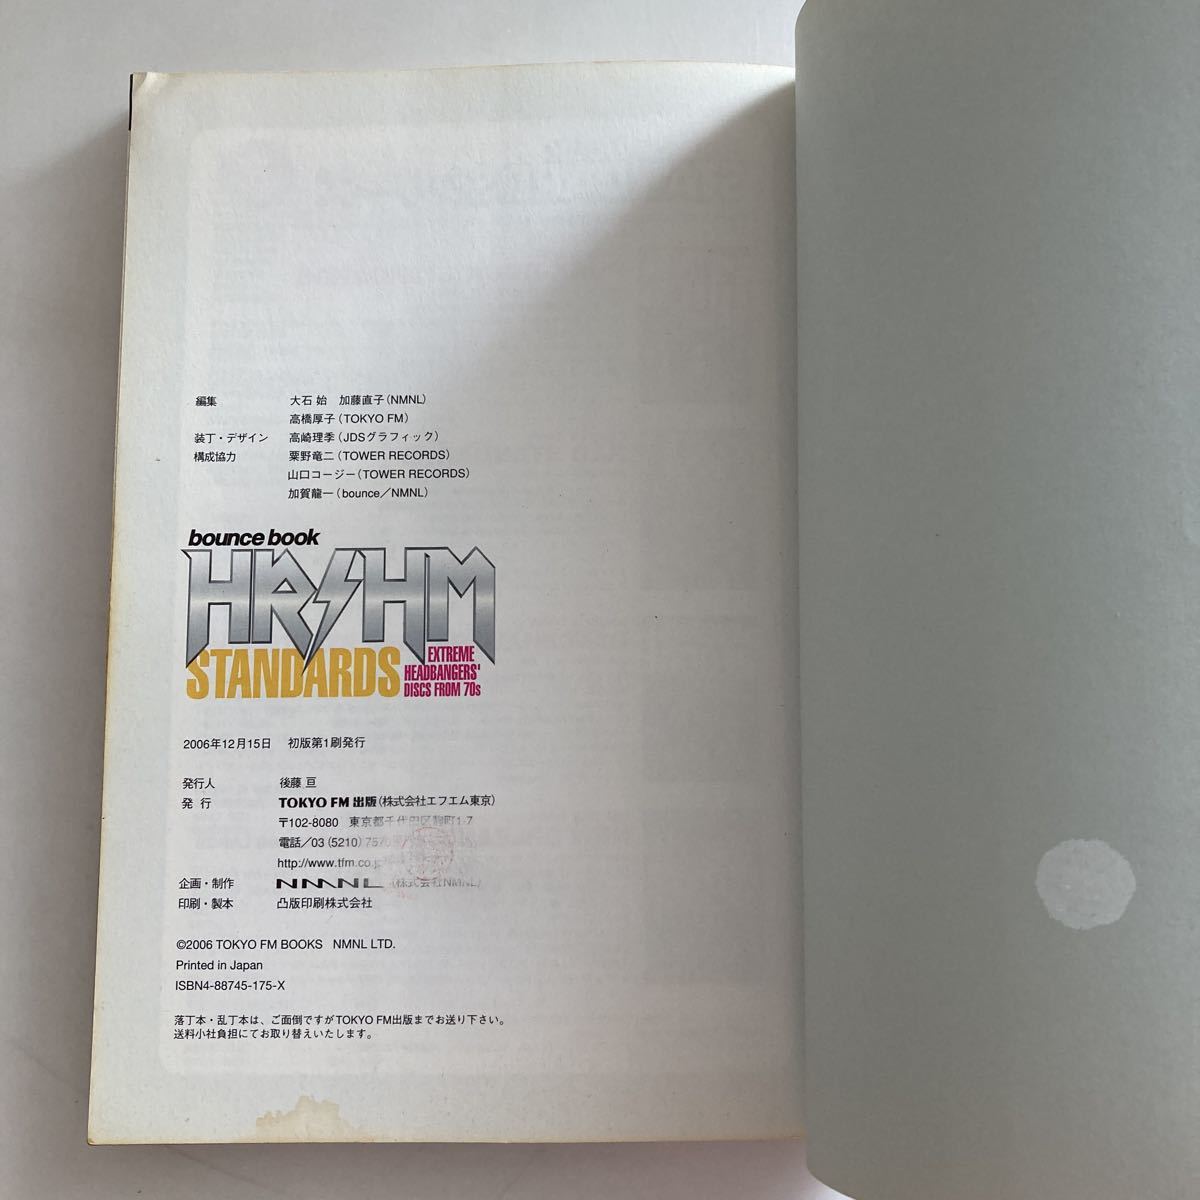 編集 大石 始 加藤直子(NMNL)
高橋厚子(TOKYO FM)
装丁・デザイン 高崎理季(JDSグラフィック)
構成協力 粟野竜二(TOWER RECORDS)
山口コージー(TOWER RECORDS)
加賀龍一(bounce/NMNL)
bounce book
HR/HM
STANDARDS
EXTREME
HEADBANGERS'
DISCS FROM 70s
2006年12月15日 初版第1刷発行
発行人 後藤 亘
発 行 TOKYO FM 出版(株式会社エフエム東京)
〒102-8080 東京都千代田区麹町1-7
電話/03 (5210)
http://www.tfm.co.jp
企画・制作 NMNL (株式会社NMNL)
印刷・製本 凸版印刷株式会社
©2006 TOKYO FM BOOKS NMNL LTD.
Printed in Japan
ISBN4-88745-175-X
落丁本・乱丁本は、ご面倒ですがTOKYO FM出版までお送り下さい。
送料小社負担にてお取り替えいたします。